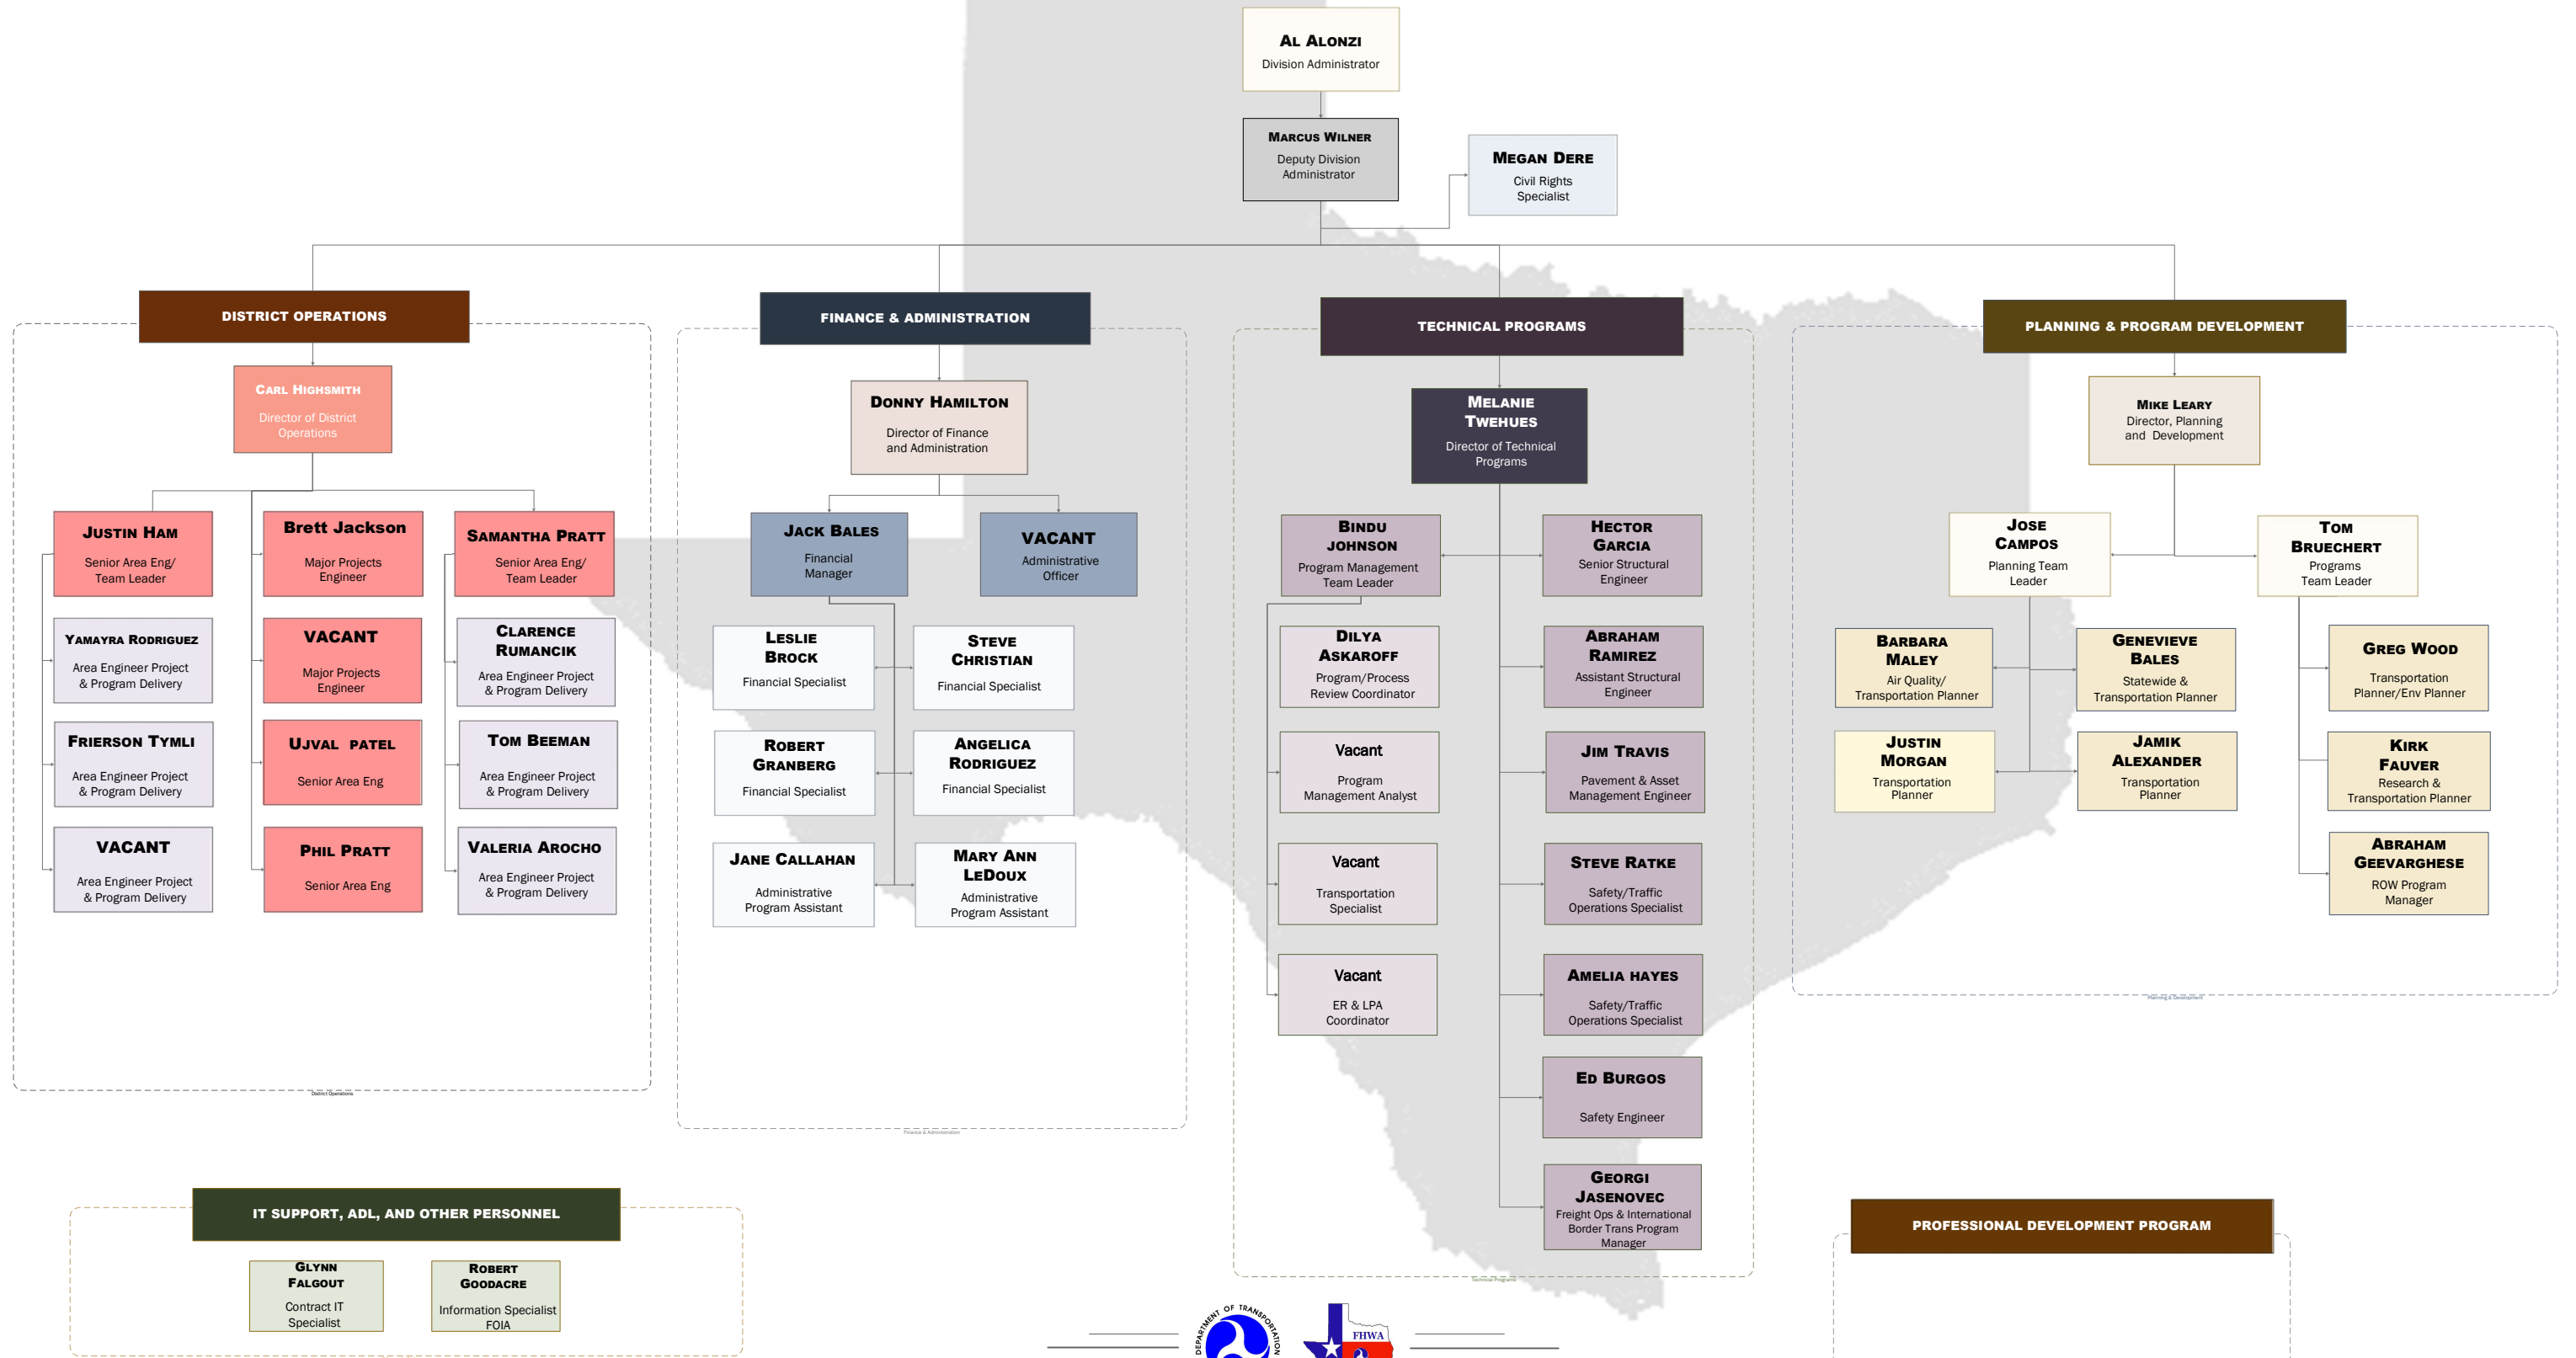 AL ALONZI
Division Administrator
MARCUS WILNER
Deputy Division
Administrator
MEGAN DERE
Civil Rights
Specialist
DISTRICT OPERATIONS
CARL HIGHSMITH
Director of District
Operations
JUSTIN HAM
Senior Area Eng/
Team Leader
Brett Jackson
Major Projects
Engineer
SAMANTHA PRATT
Senior Area Eng/
Team Leader
YAMAYRA RODRIGUEZ
Area Engineer Project
& Program Delivery
VACANT
Major Projects
Engineer
CLARENCE
RUMANCIK
Area Engineer Project
& Program Delivery
FRIERSON TYMLI
Area Engineer Project
& Program Delivery
UJVAL PATEL
Senior Area Eng
TOM BEEMAN
Area Engineer Project
& Program Delivery
VACANT
Area Engineer Project
& Program Delivery
PHIL PRATT
Senior Area Eng
VALERIA AROCHO
Area Engineer Project
& Program Delivery
District Operations
FINANCE & ADMINISTRATION
DONNY HAMILTON
Director of Finance
and Administration
JACK BALES
Financial
Manager
VACANT
Administrative
Officer
LESLIE
BROCK
Financial Specialist
STEVE
CHRISTIAN
Financial Specialist
ROBERT
GRANBERG
Financial Specialist
ANGELICA
RODRIGUEZ
Financial Specialist
JANE CALLAHAN
Administrative
Program Assistant
MARY ANN
LEDOUX
Administrative
Program Assistant
Finance & Administration
TECHNICAL PROGRAMS
MELANIE
TWEHUES
Director of Technical
Programs
BINDU
JOHNSON
Program Management
Team Leader
HECTOR
GARCIA
Senior Structural
Engineer
DILYA
ASKAROFF
Program/Process
Review Coordinator
ABRAHAM
RAMIREZ
Assistant Structural
Engineer
Vacant
Program
Management Analyst
JIM TRAVIS
Pavement & Asset
Management Engineer
Vacant
Transportation
Specialist
STEVE RATKE
Safety/Traffic
Operations Specialist
Vacant
ER & LPA
Coordinator
AMELIA HAYES
Safety/Traffic
Operations Specialist
ED BURGOS
Safety Engineer
GEORGI
JASENOVEC
Freight Ops & International
Border Trans Program
Manager
Technical Programs
PLANNING & PROGRAM DEVELOPMENT
MIKE LEARY
Director, Planning
and Development
JOSE
CAMPOS
Planning Team
Leader
TOM
BRUECHERT
Programs
Team Leader
BARBARA
MALEY
Air Quality/
Transportation Planner
GENEVIEVE
BALES
Statewide &
Transportation Planner
GREG WOOD
Transportation
Planner/Env Planner
JUSTIN
MORGAN
Transportation
Planner
JAMIK
ALEXANDER
Transportation
Planner
KIRK
FAUVER
Research &
Transportation Planner
ABRAHAM
GEEVARGHESE
ROW Program
Manager
Planning & Development
IT SUPPORT, ADL, AND OTHER PERSONNEL
GLYNN
FALGOUT
Contract IT
Specialist
ROBERT
GOODACRE
Information Specialist
FOIA
DEPARTMENT OF TRANSPORTATION
FHWA
PROFESSIONAL DEVELOPMENT PROGRAM